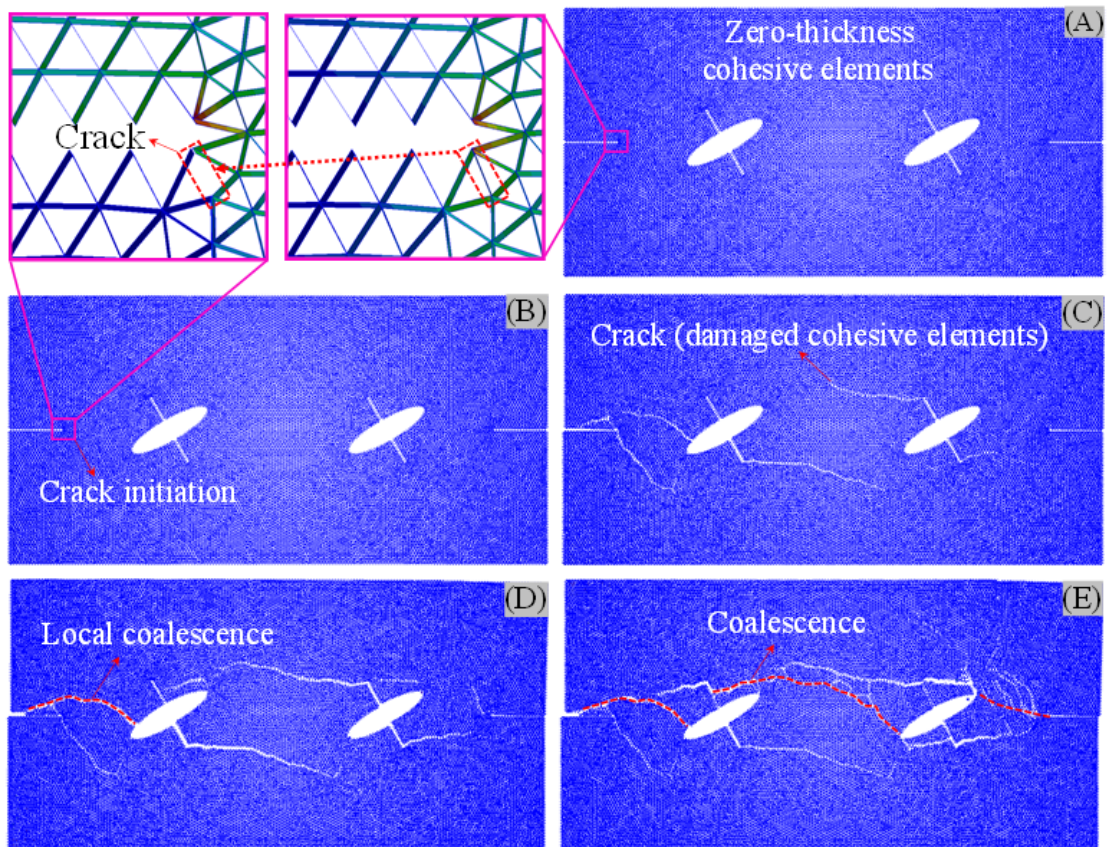 (A)
Zero-thickness
cohesive elements
Crack
(B)
Crack initiation
(C)
Crack (damaged cohesive elements)
(D)
Local coalescence
(E)
Coalescence